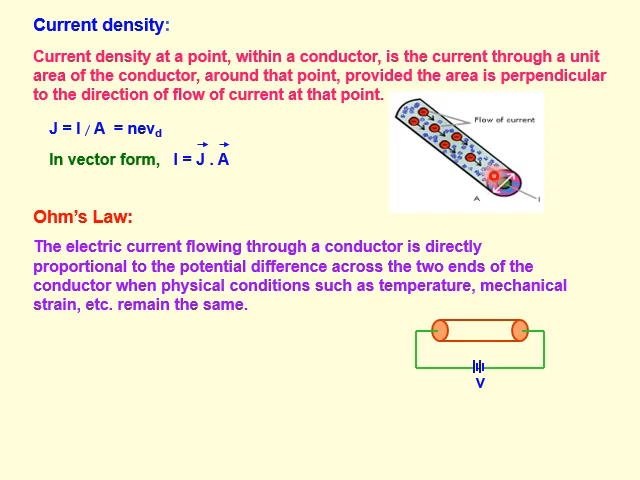 Current density:
Current density at a point, within a conductor, is the current through a unit
area of the conductor, around that point, provided the area is perpendicular
to the direction of flow of current at that point.
Flow of current
J = I / A = nevd
In vector form, I = J . A
A
I
Ohm's Law:
The electric current flowing through a conductor is directly
proportional to the potential difference across the two ends of the
conductor when physical conditions such as temperature, mechanical
strain, etc. remain the same.
V